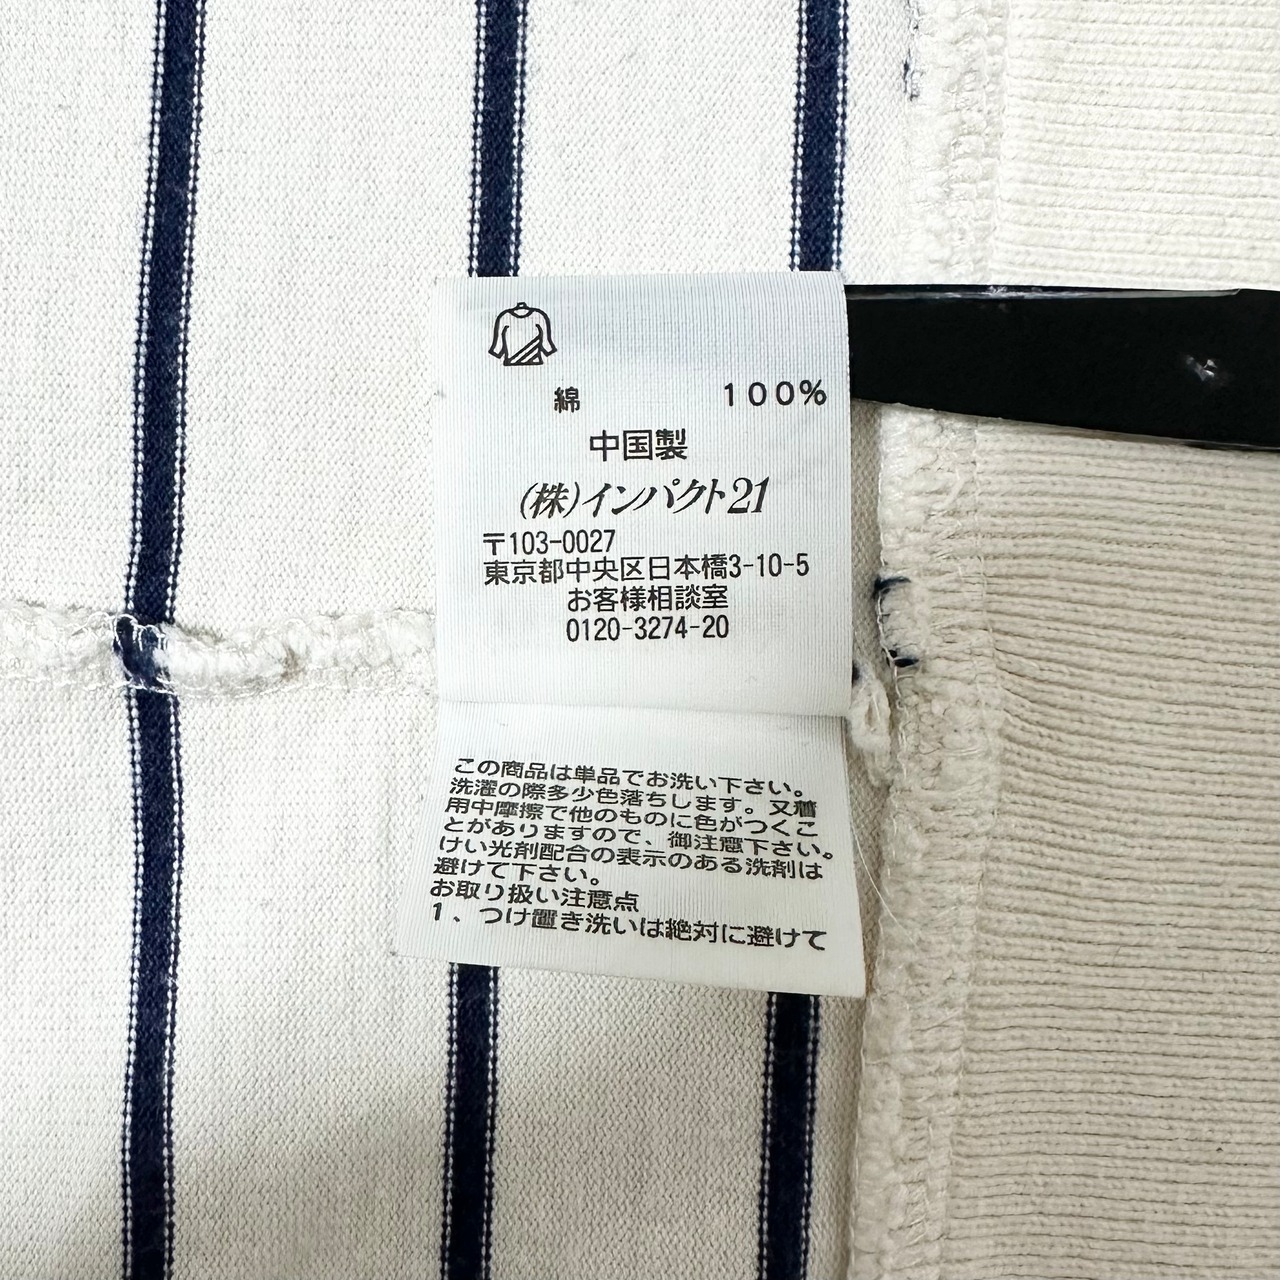 綿 100%
中国製
(株)インパクト21
〒103-0027
東京都中央区日本橋3-10-5
お客様相談室
0120-3274-20
この商品は単品でお洗い下さい。
洗濯の際多少色落ちします。又着
用中摩擦で他のものに色がつくこ
とがありますので、御注意下さい。
けい光剤配合の表示のある洗剤は
避けて下さい。
お取り扱い注意点
1、つけ置き洗いは絶対に避けて